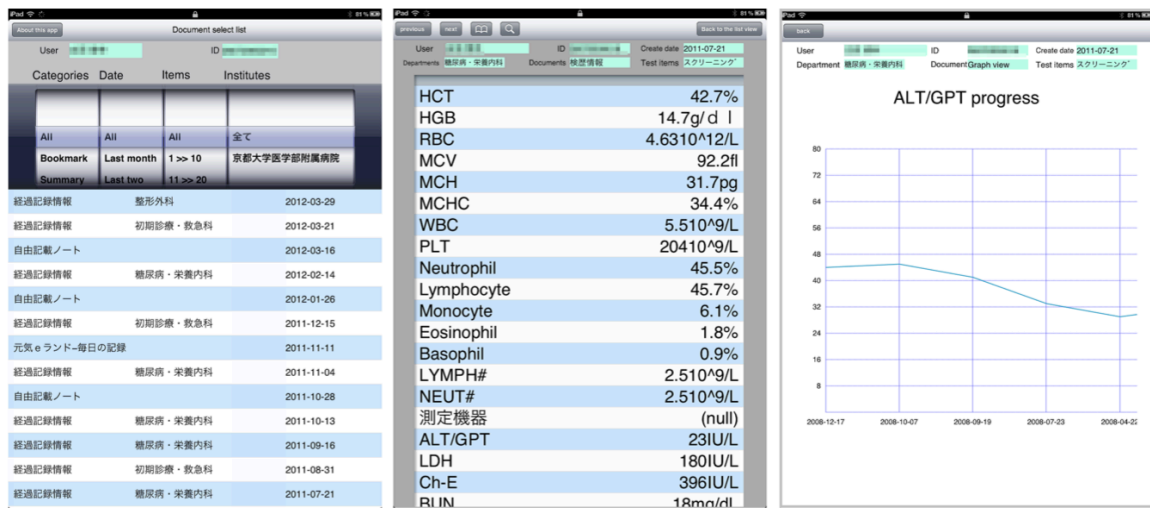 iPad
81%
About this app
Document select list
User
ID
Categories Date Items Institutes
All All All 全て
Bookmark Last month 1 >> 10 京都大学医学部附属病院
Summary Last two 11 >> 20
経過記録情報 整形外科 2012-03-29
経過記録情報 初期診療・救急科 2012-03-21
自由記載ノート 2012-03-16
経過記録情報 糖尿病・栄養内科 2012-02-14
自由記載ノート 2012-01-26
経過記録情報 初期診療・救急科 2011-12-15
元気eランド-毎日の記録 2011-11-11
経過記録情報 糖尿病・栄養内科 2011-11-04
自由記載ノート 2011-10-28
経過記録情報 糖尿病・栄養内科 2011-10-13
経過記録情報 糖尿病・栄養内科 2011-09-16
経過記録情報 初期診療・救急科 2011-08-31
経過記録情報 糖尿病・栄養内科 2011-07-21
iPad
81%
previous next Back to the list view
User ID Create date 2011-07-21
Departments 糖尿病・栄養内科 Documents 検歴情報 Test items スクリーニング
HCT 42.7%
HGB 14.7g/dl
RBC 4.6310^12/L
MCV 92.2fl
MCH 31.7pg
MCHC 34.4%
WBC 5.510^9/L
PLT 20410^9/L
Neutrophil 45.5%
Lymphocyte 45.7%
Monocyte 6.1%
Eosinophil 1.8%
Basophil 0.9%
LYMPH# 2.510^9/L
NEUT# 2.510^9/L
測定機器 (null)
ALT/GPT 23IU/L
LDH 180IU/L
Ch-E 396IU/L
BUN 18mg/dl
iPad
81%
back
User ID Create date 2011-07-21
Department 糖尿病・栄養内科 Document Graph view Test items スクリーニング
ALT/GPT progress
80
72
64
56
48
40
32
24
16
8
2008-12-17 2008-10-07 2008-09-19 2008-07-23 2008-04-22